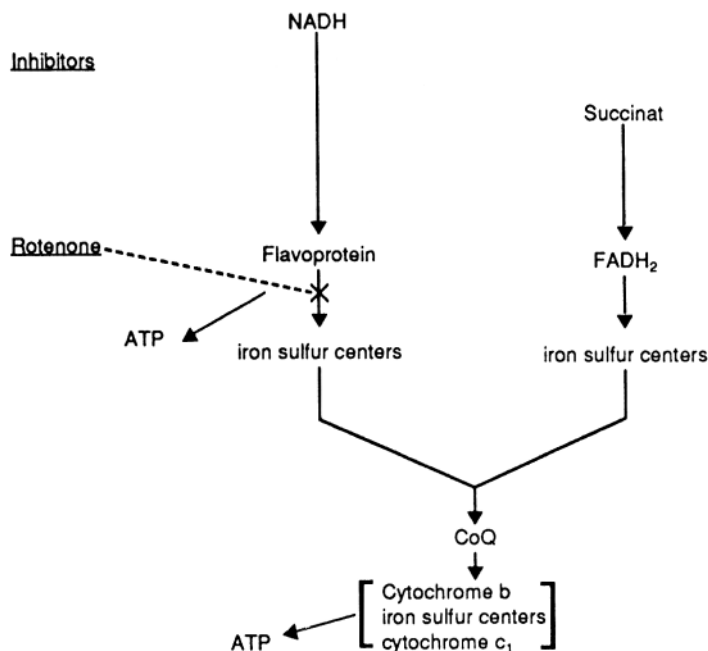 NADH
Inhibitors
Succinat
Rotenone
Flavoprotein
FADH₂
ATP
iron sulfur centers
iron sulfur centers
CoQ
Cytochrome b
iron sulfur centers
cytochrome c₁
ATP